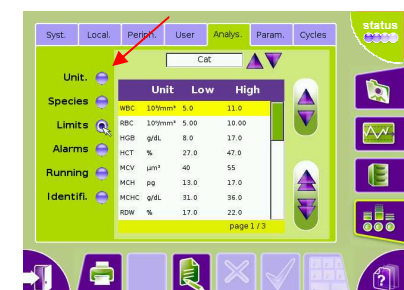 status
Syst. Local. Periph. User Analys. Param. Cycles
Cat
Unit.
Species
Limits
Alarms
Running
Identifi.
Unit Low High
WBC 10³/mm³ 5.0 11.0
RBC 10⁶/mm³ 5.00 10.00
HGB g/dL 8.0 17.0
HCT % 27.0 47.0
MCV µm³ 40 55
MCH pg 13.0 17.0
MCHC g/dL 31.0 36.0
RDW % 17.0 22.0
page 1 / 3